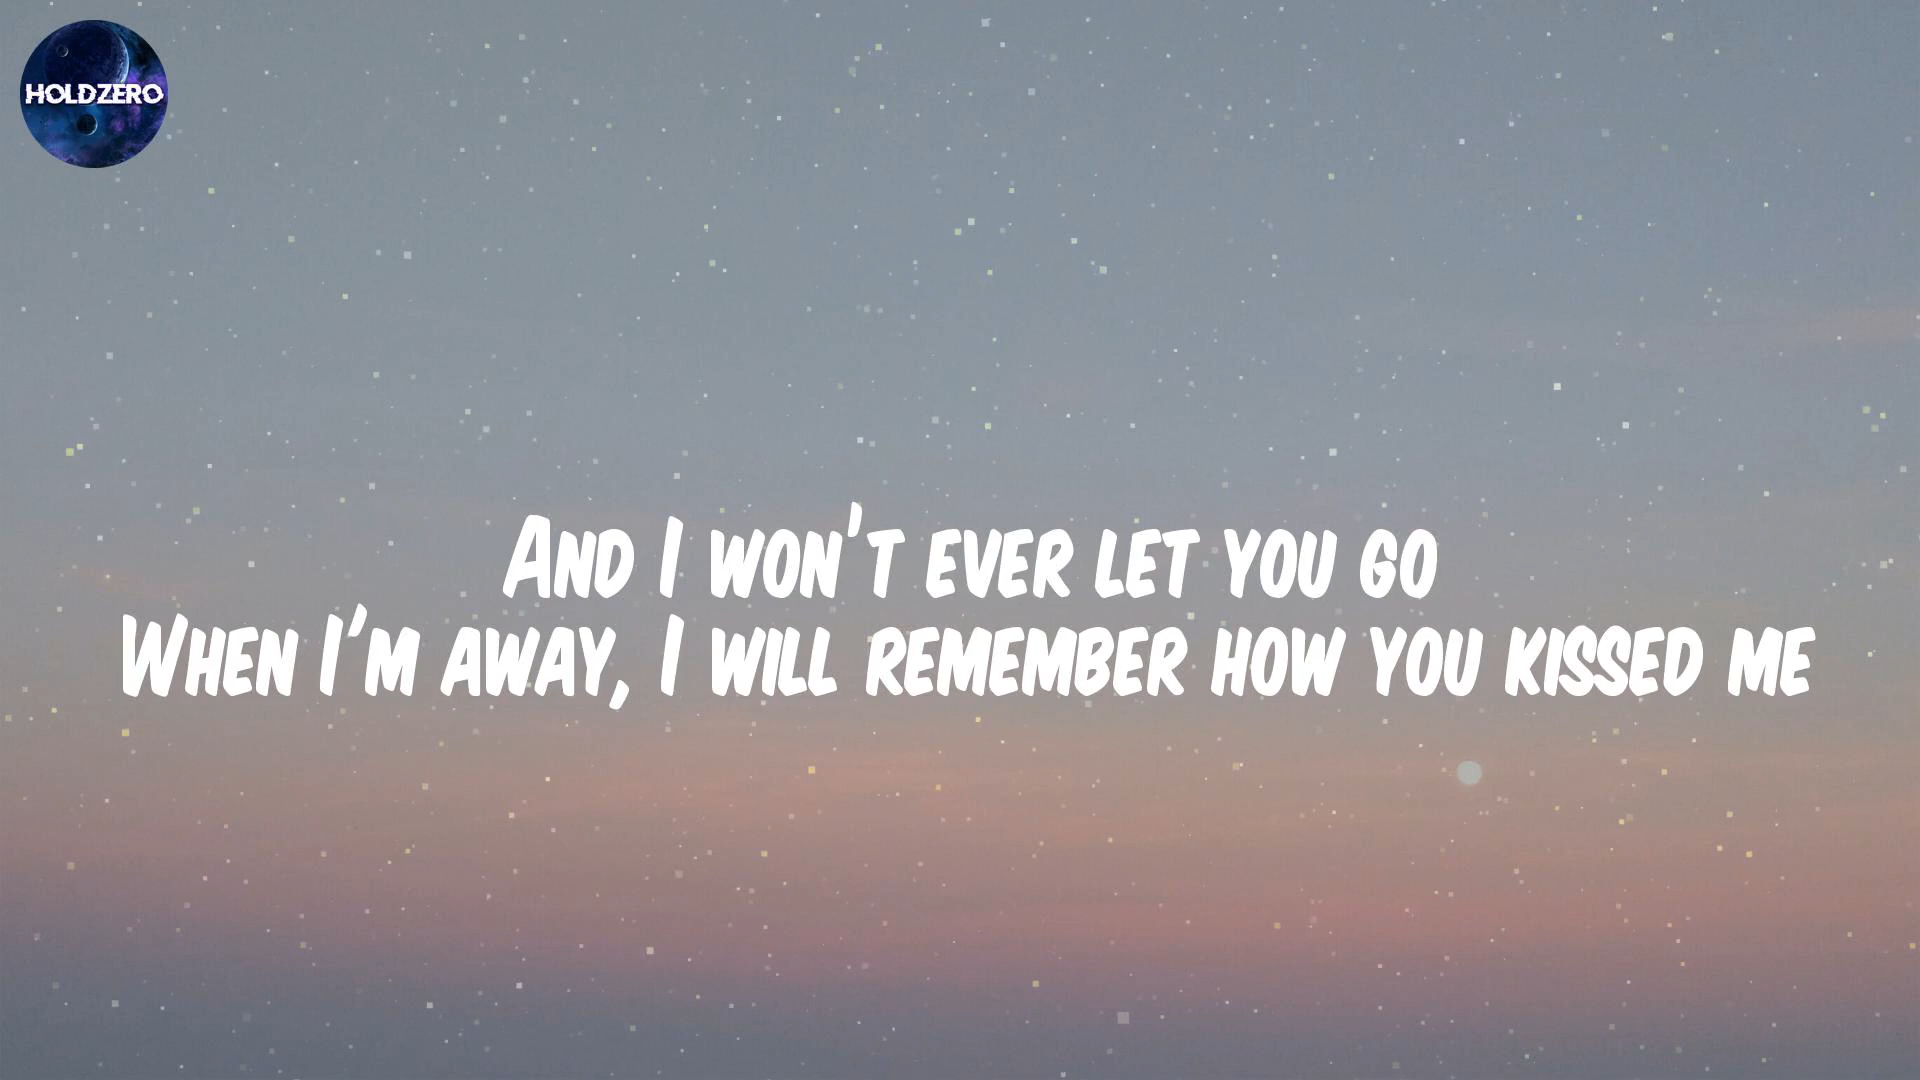 HOLDZERO
And I won't ever let you go
When I'm away, I will remember how you kissed me